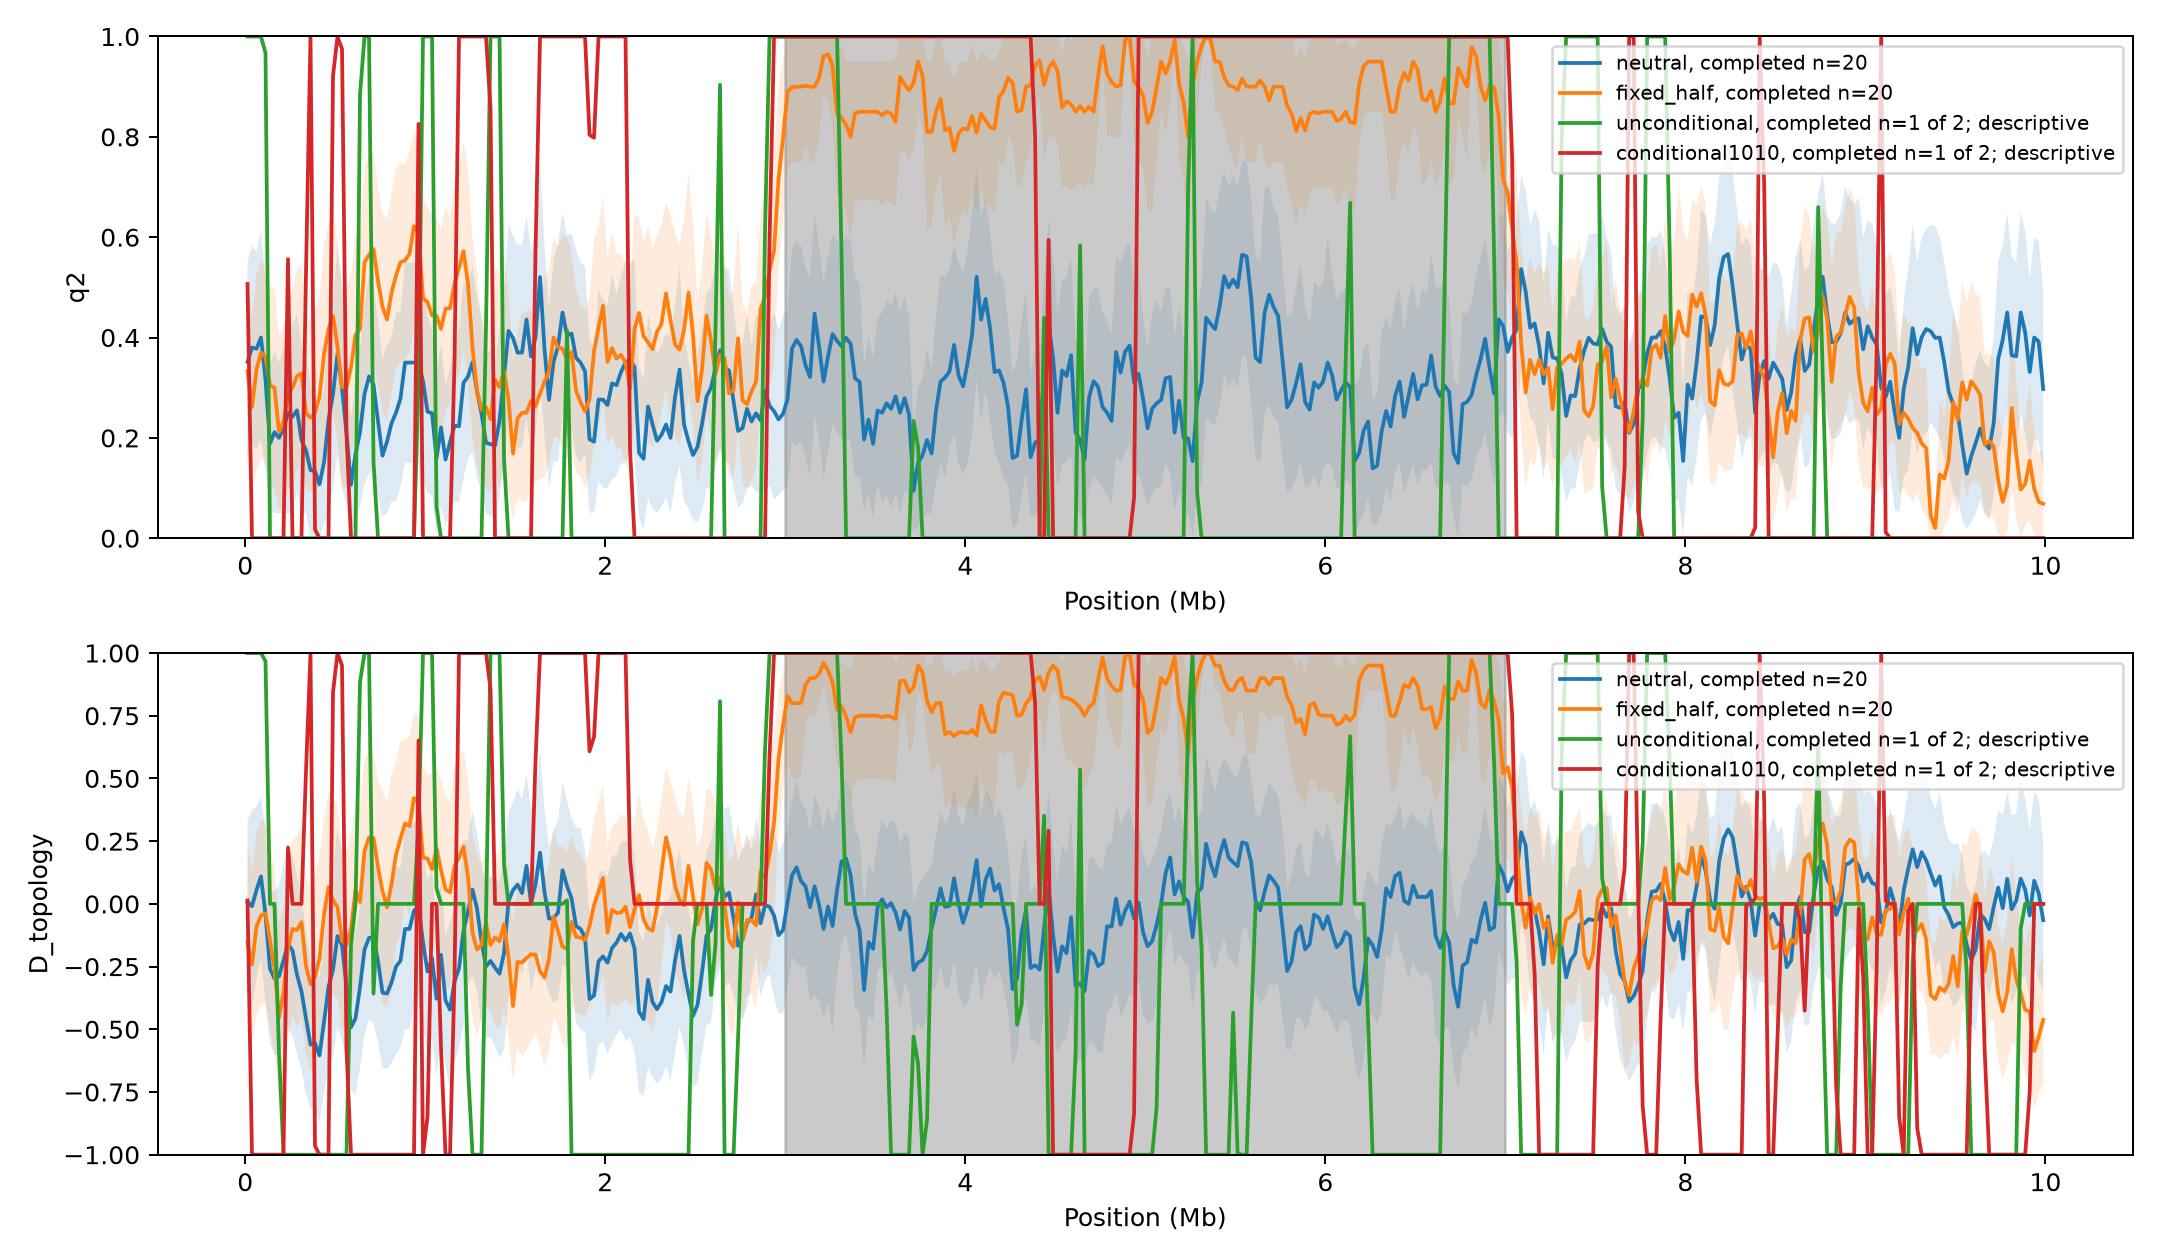 1.0
0.8
0.6
0.4
0.2
0.0
q2
0 2 4 6 8 10
Position (Mb)
neutral, completed n=20
fixed_half, completed n=20
unconditional, completed n=1 of 2; descriptive
conditional1010, completed n=1 of 2; descriptive
1.00
0.75
0.50
0.25
0.00
−0.25
−0.50
−0.75
−1.00
D_topology
0 2 4 6 8 10
Position (Mb)
neutral, completed n=20
fixed_half, completed n=20
unconditional, completed n=1 of 2; descriptive
conditional1010, completed n=1 of 2; descriptive